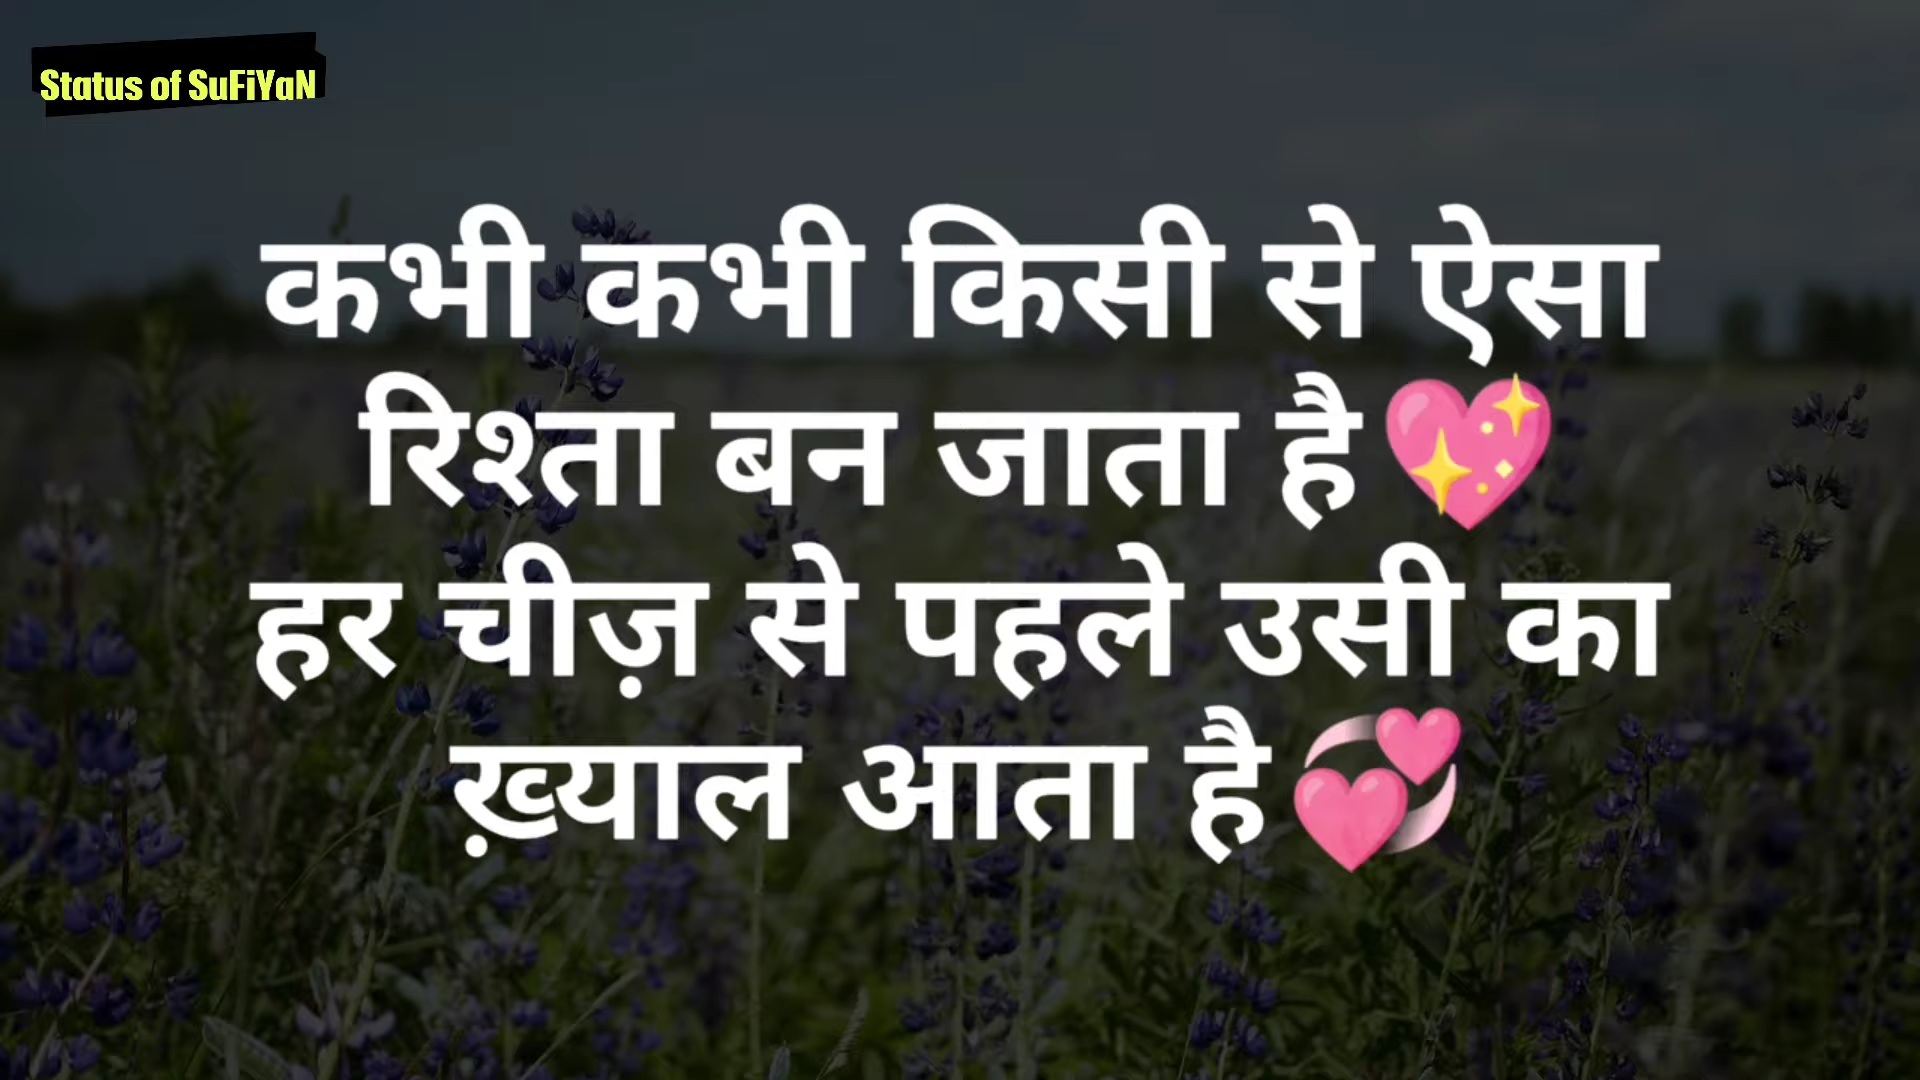 Status of SuFiYaN
कभी कभी किसी से ऐसा
रिश्ता बन जाता है💖
हर चीज़ से पहले उसी का
ख़्याल आता है💞